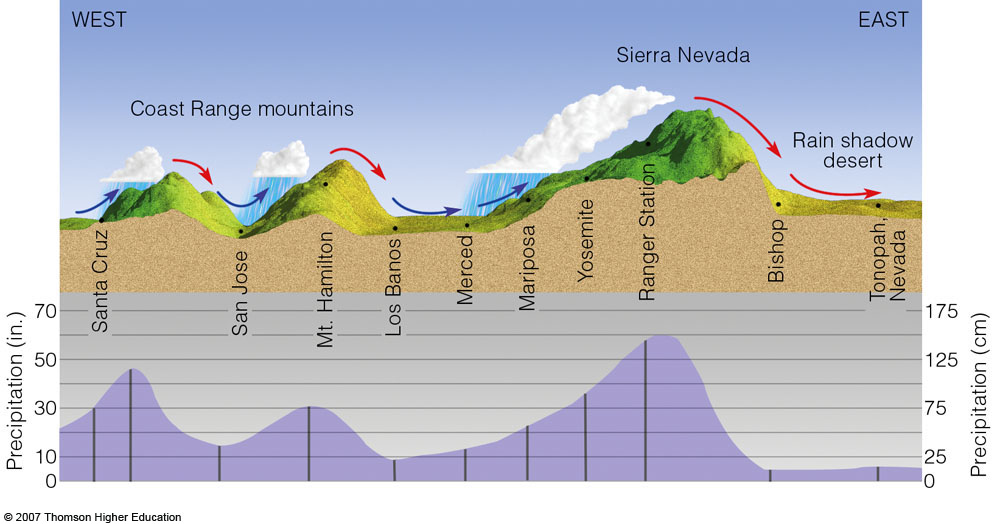 WEST
EAST
Sierra Nevada
Coast Range mountains
Rain shadow
desert
Santa Cruz
San Jose
Mt. Hamilton
Los Banos
Merced
Mariposa
Yosemite
Ranger Station
Bishop
Tonopah,
Nevada
Precipitation (in.)
70
50
30
10
0
175
125
75
25
0
Precipitation (cm)
© 2007 Thomson Higher Education